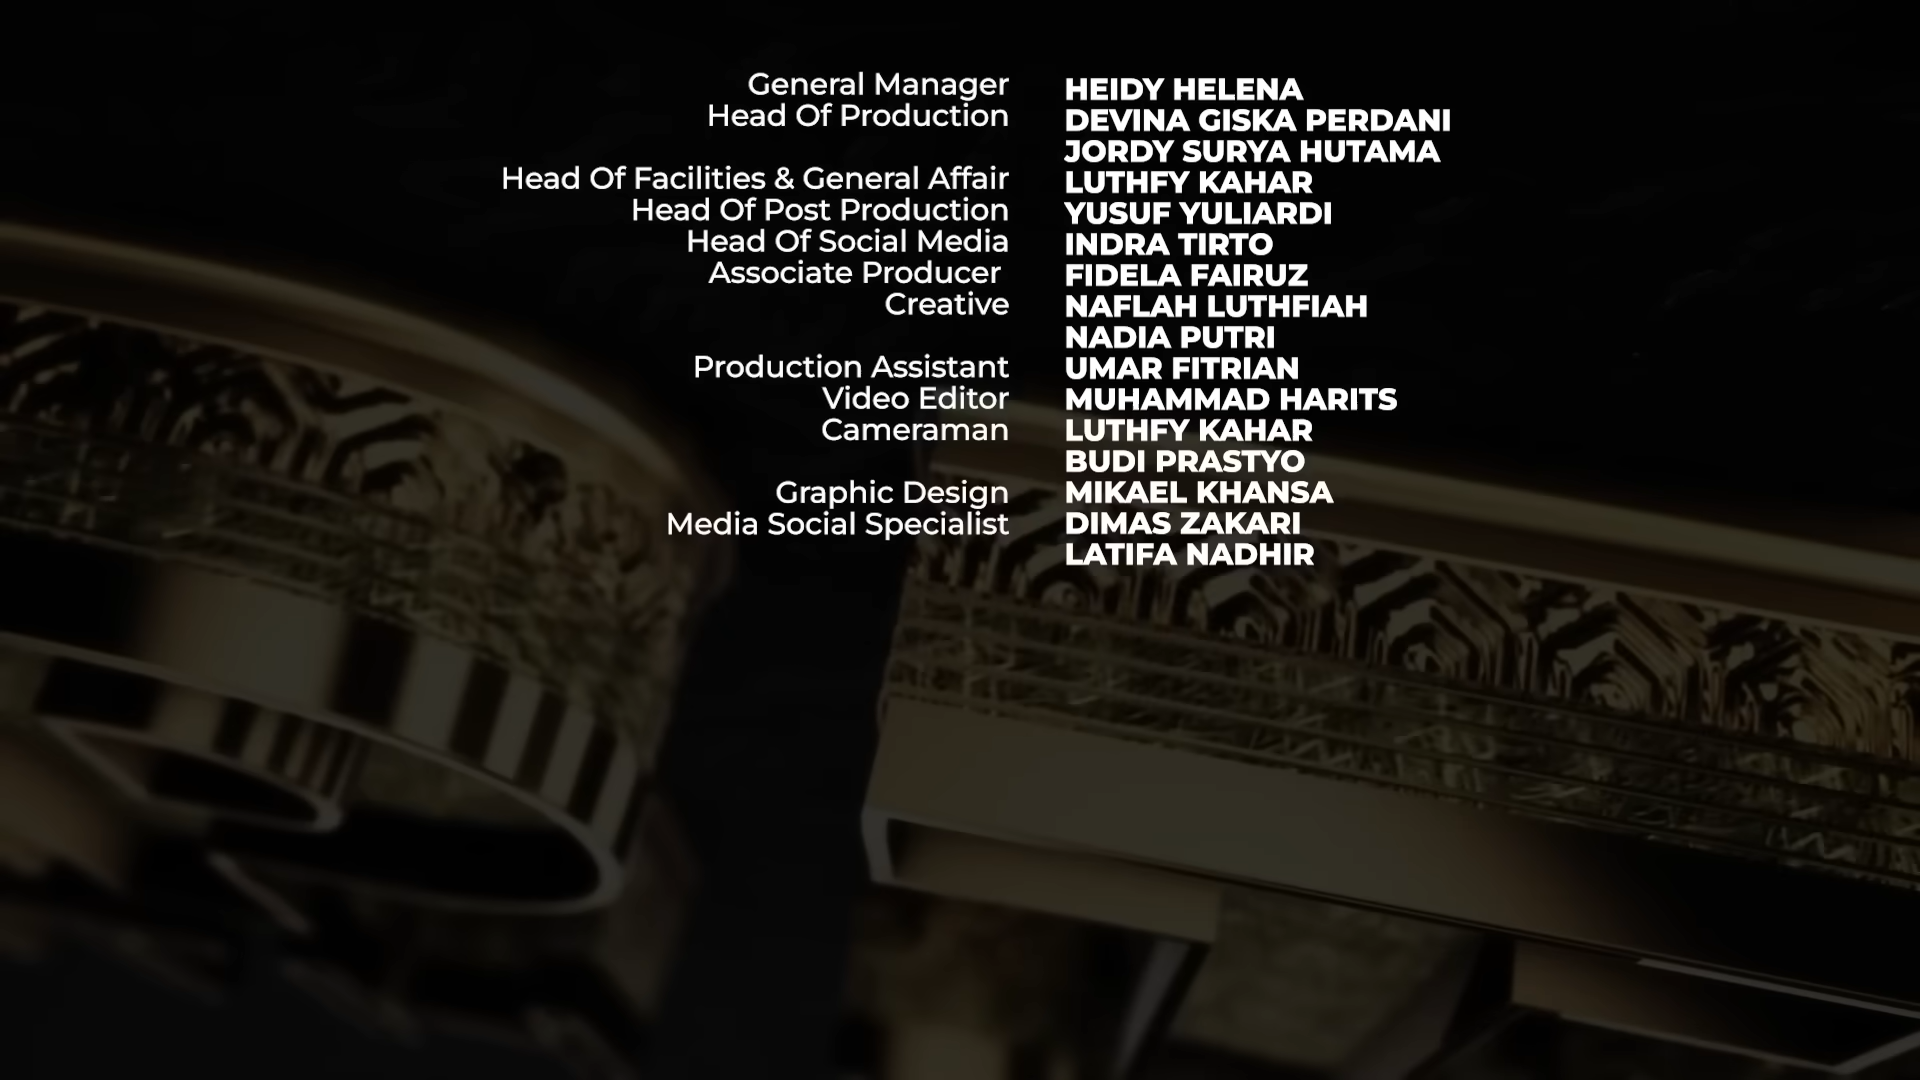 General Manager HEIDY HELENA
Head Of Production DEVINA GISKA PERDANI
JORDY SURYA HUTAMA
Head Of Facilities & General Affair LUTHFY KAHAR
Head Of Post Production YUSUF YULIARDI
Head Of Social Media INDRA TIRTO
Associate Producer FIDELA FAIRUZ
Creative NAFLAH LUTHFIAH
NADIA PUTRI
Production Assistant UMAR FITRIAN
Video Editor MUHAMMAD HARITS
Cameraman LUTHFY KAHAR
BUDI PRASTYO
Graphic Design MIKAEL KHANSA
Media Social Specialist DIMAS ZAKARI
LATIFA NADHIR